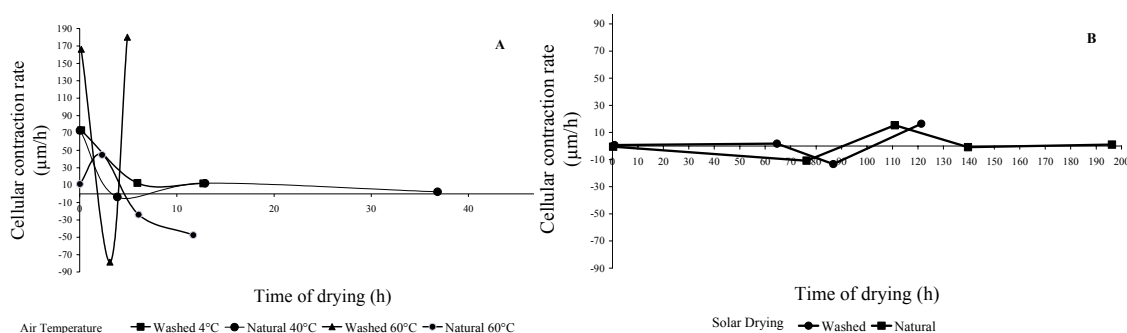 A
Cellular contraction rate
(µm/h)
190
170
150
130
110
90
70
50
30
10
-10
-30
-50
-70
-90
0 10 20 30 40
Time of drying (h)
Air Temperature Washed 4°C Natural 40°C Washed 60°C Natural 60°C
B
Cellular contraction rate
(µm/h)
90
70
50
30
10
-10
-30
-50
-70
-90
0 10 20 30 40 50 60 70 80 90 100 110 120 130 140 150 160 170 180 190 200
Time of drying (h)
Solar Drying Washed Natural